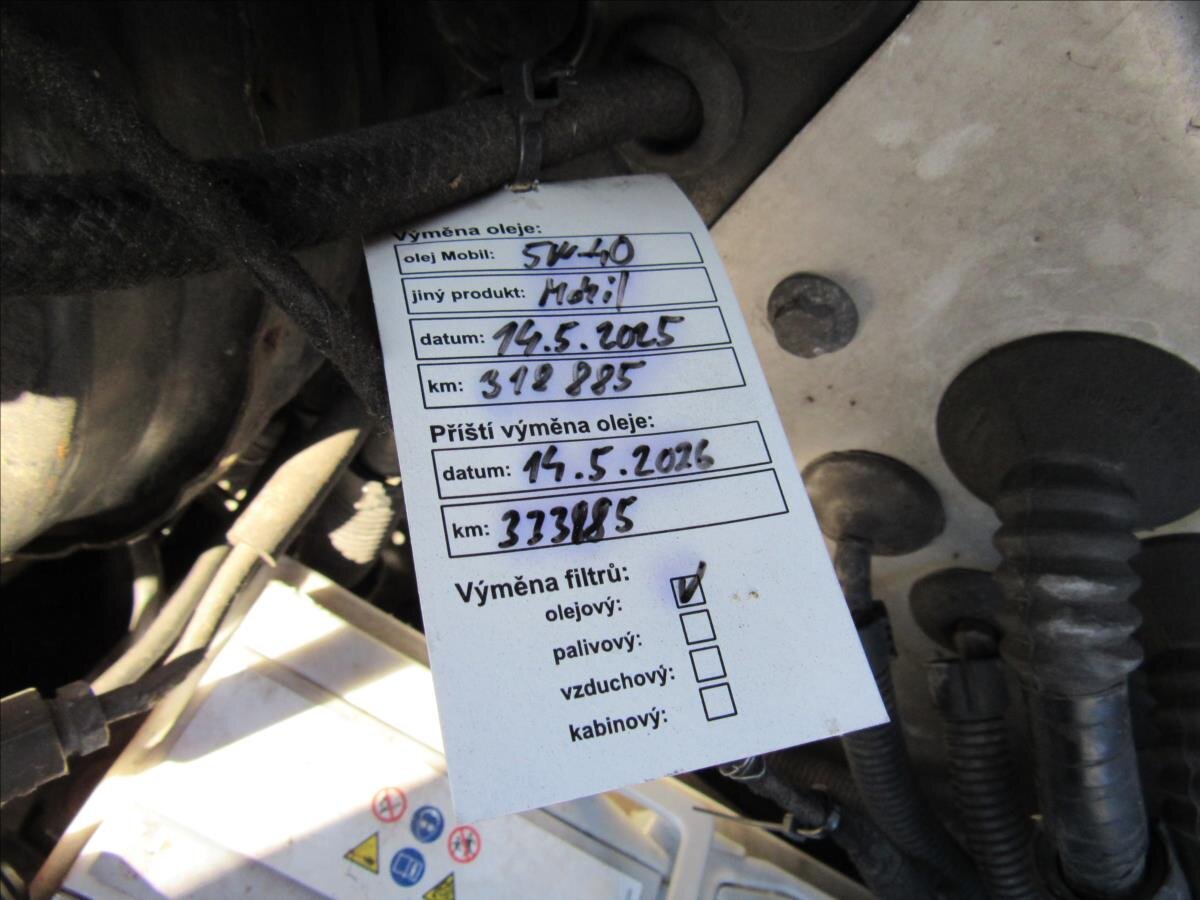 Výměna oleje:
olej Mobil: 5W-40
jiný produkt: Mobil
datum: 14.5.2025
km: 318 885
Příští výměna oleje:
datum: 14.5.2026
km: 333885
Výměna filtrů:
olejový:
palivový:
vzduchový:
kabinový: